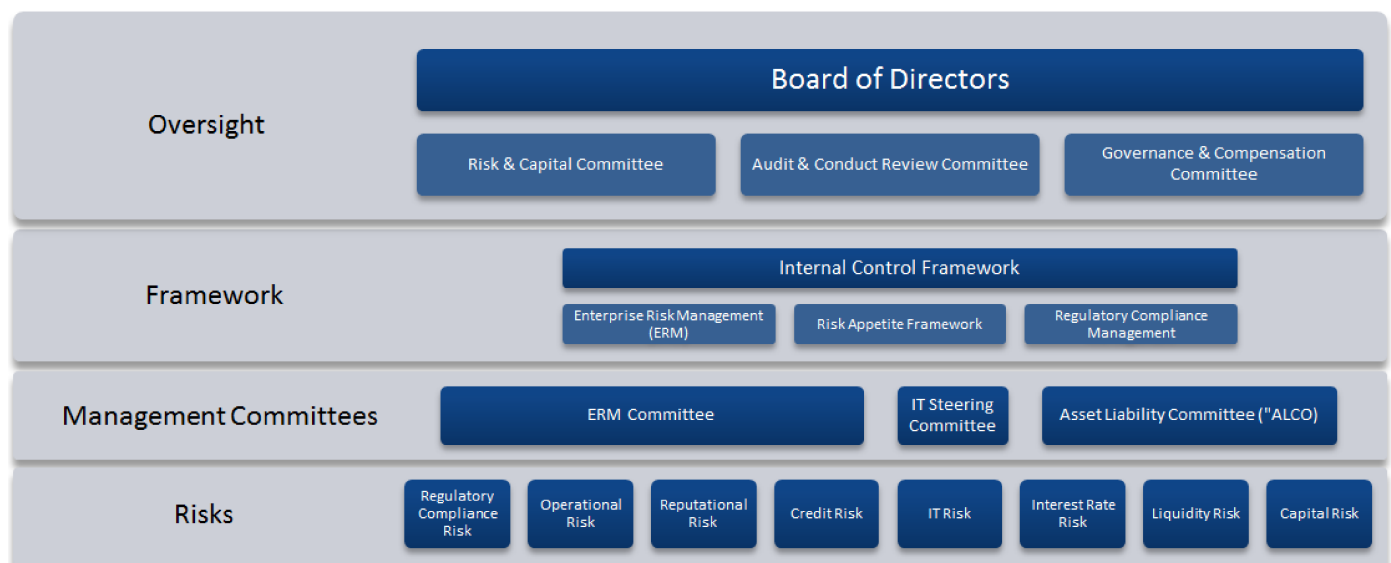 Oversight
Board of Directors
Risk & Capital Committee
Audit & Conduct Review Committee
Governance & Compensation
Committee
Framework
Internal Control Framework
Enterprise Risk Management
(ERM)
Risk Appetite Framework
Regulatory Compliance
Management
Management Committees
ERM Committee
IT Steering
Committee
Asset Liability Committee ("ALCO)
Risks
Regulatory
Compliance
Risk
Operational
Risk
Reputational
Risk
Credit Risk
IT Risk
Interest Rate
Risk
Liquidity Risk
Capital Risk